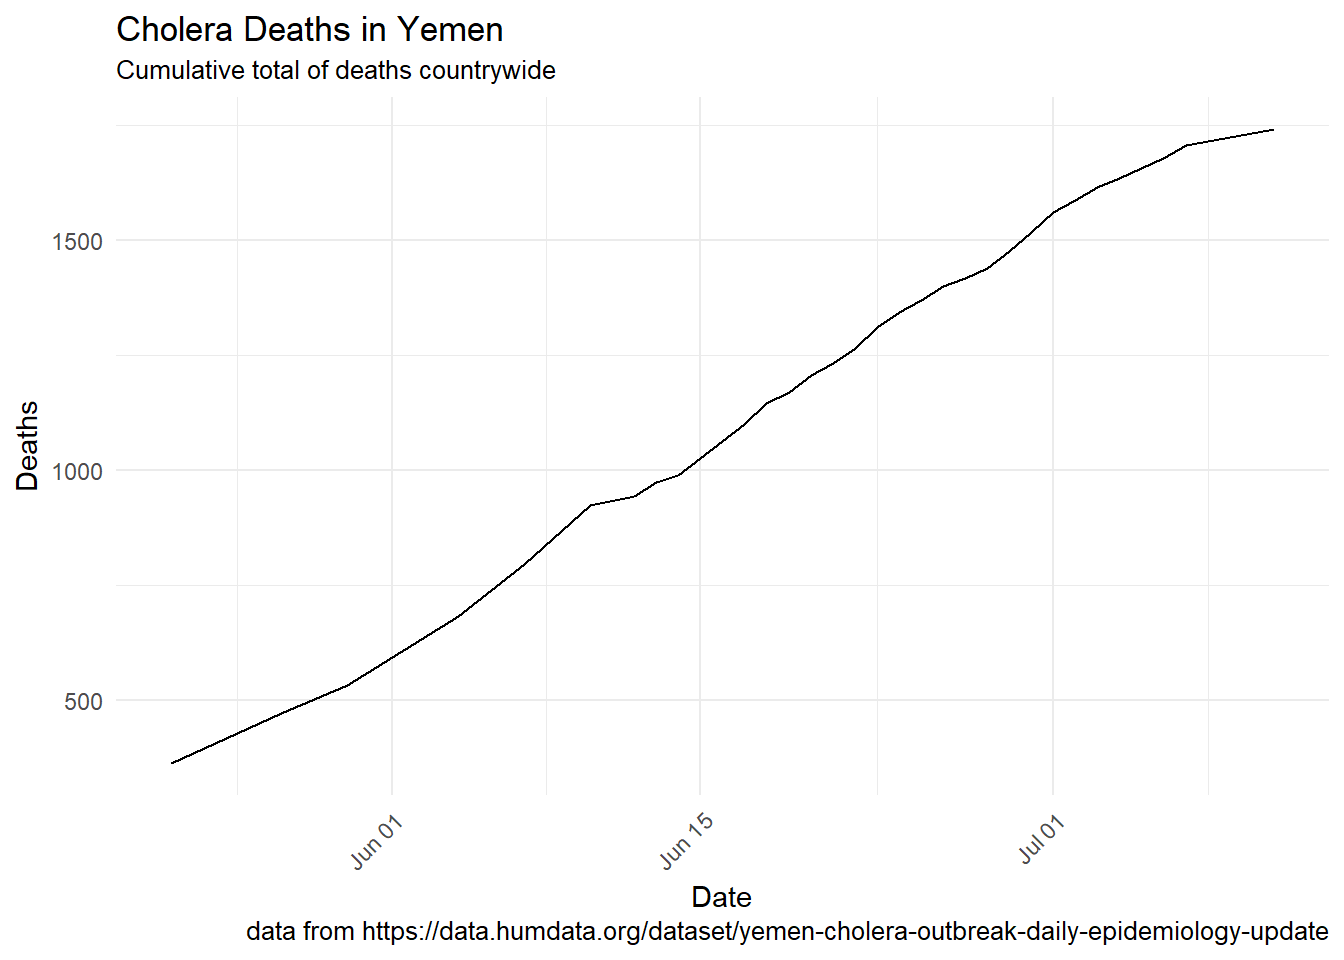 Cholera Deaths in Yemen
Cumulative total of deaths countrywide
1500
1000
500
Deaths
Jun 01
Jun 15
Jul 01
Date
data from https://data.humdata.org/dataset/yemen-cholera-outbreak-daily-epidemiology-update